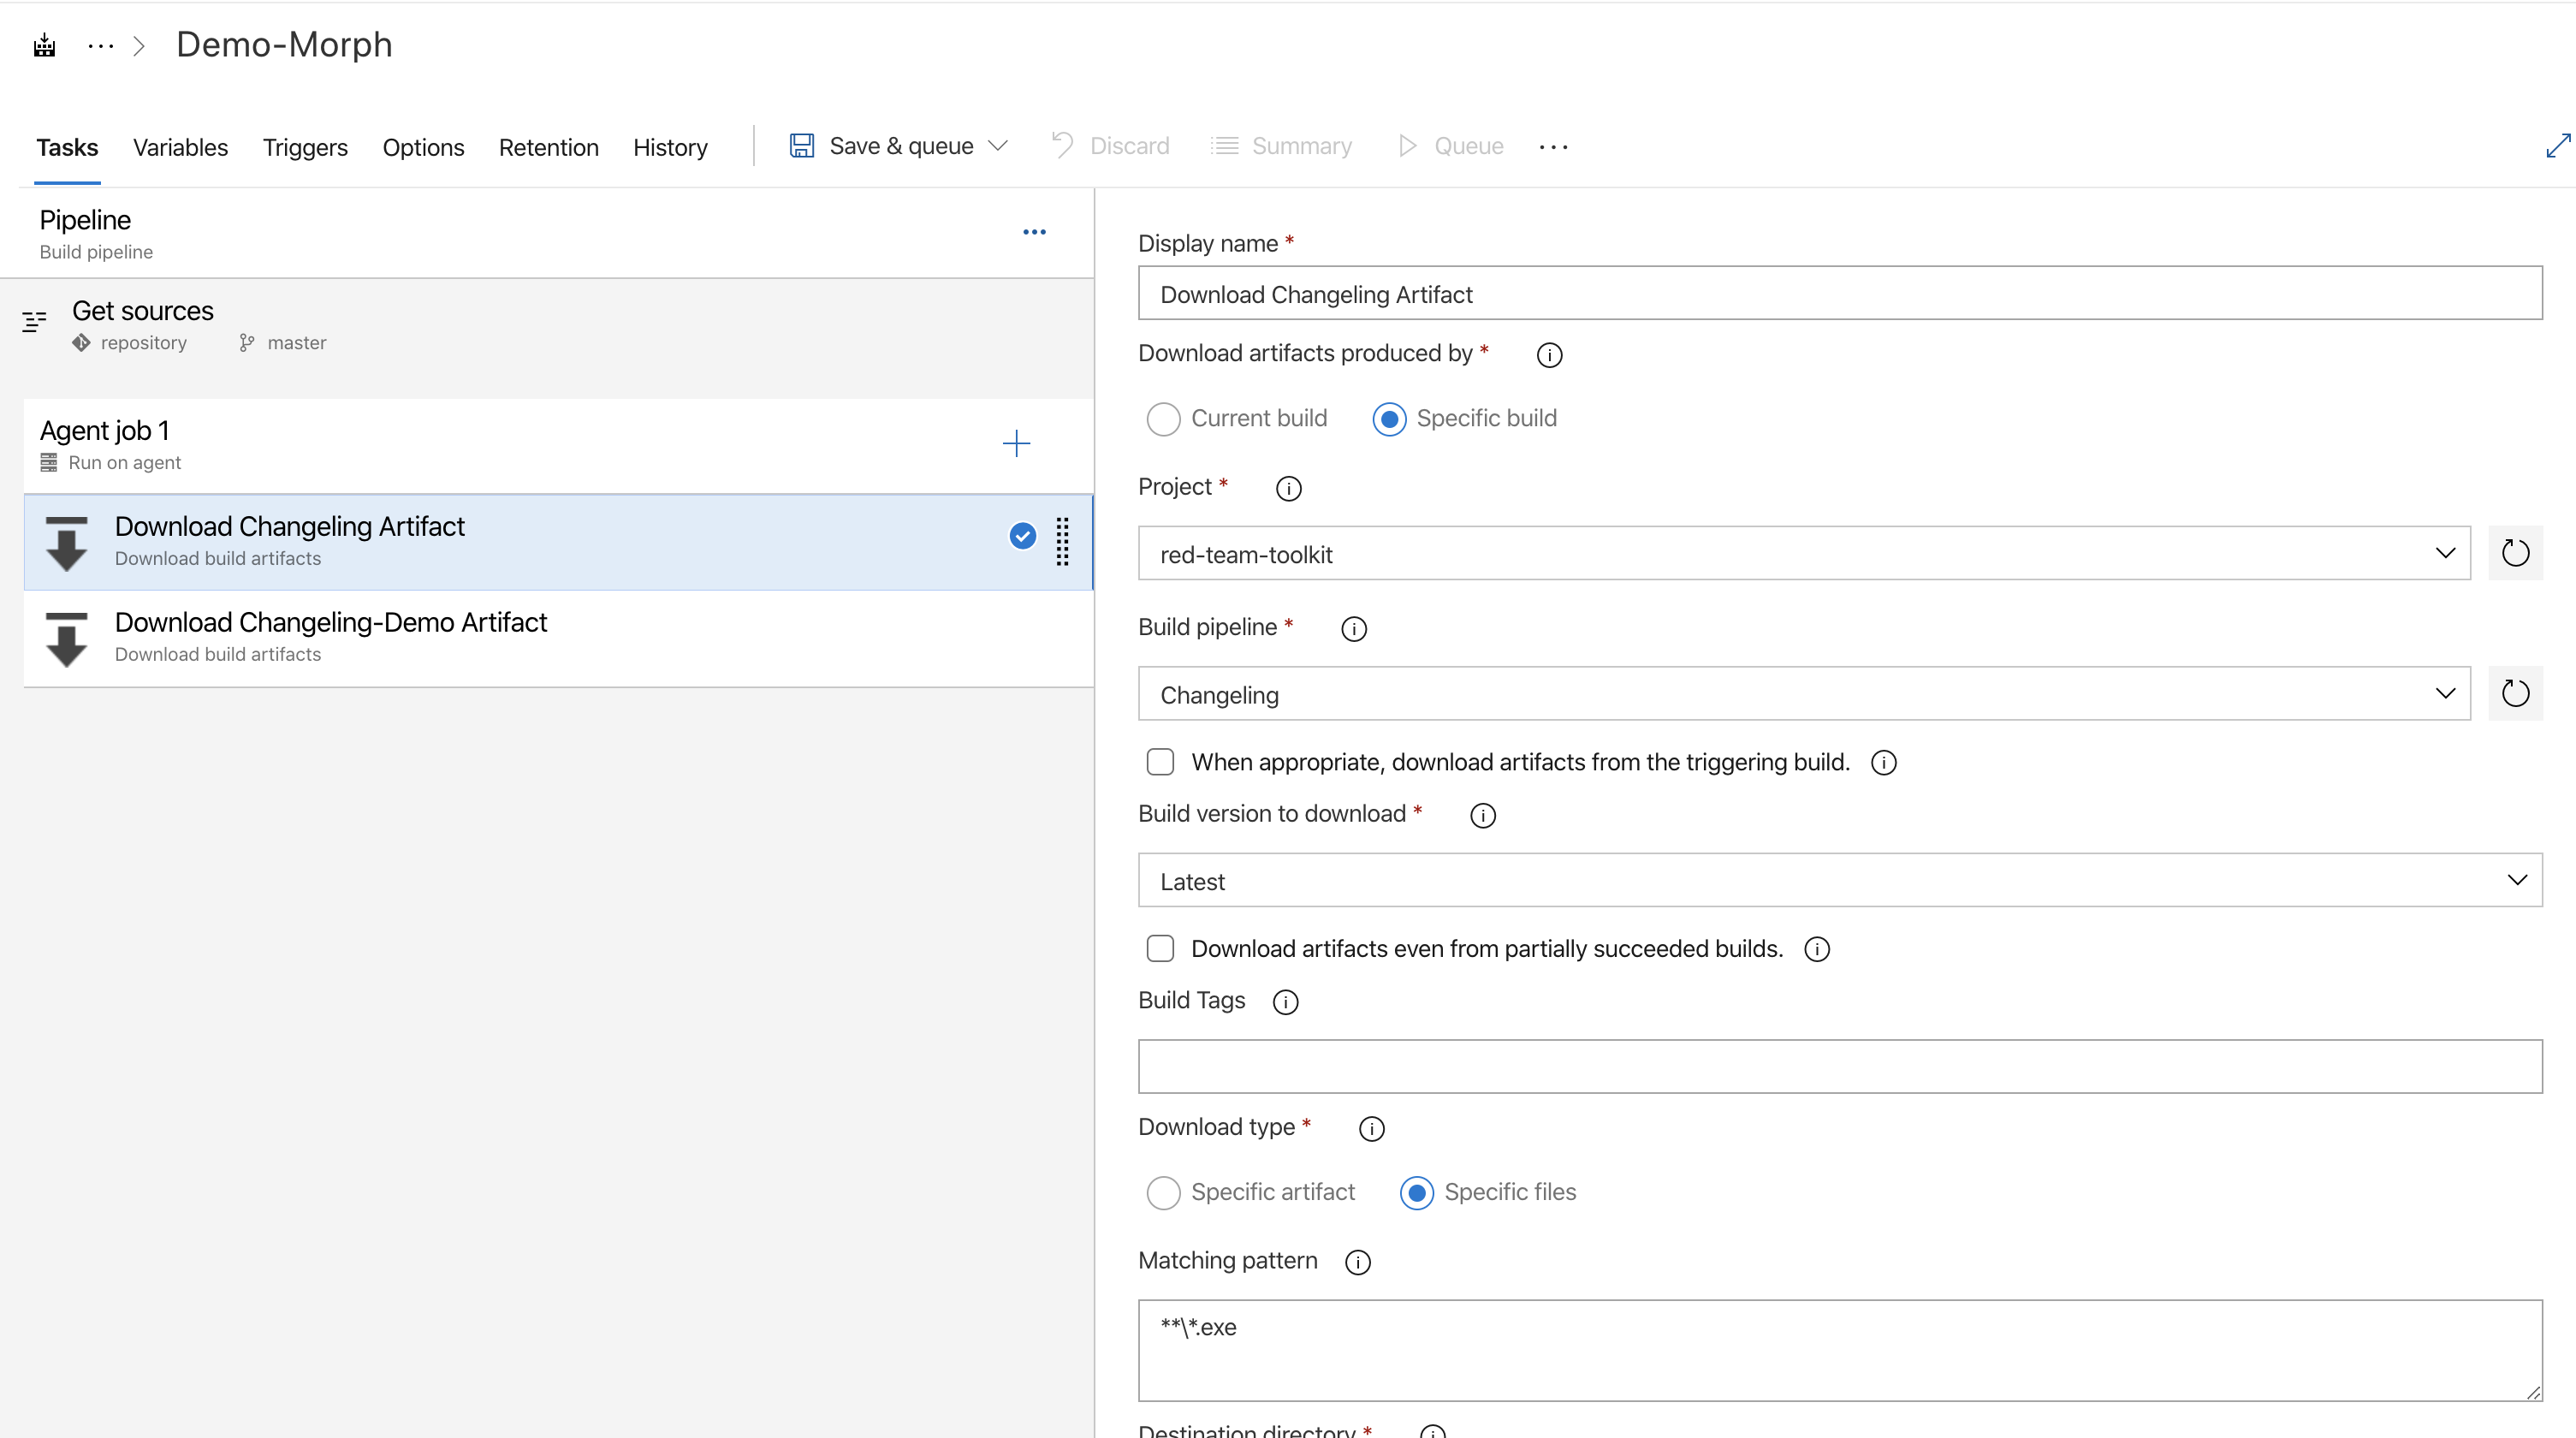 ··· > Demo-Morph
Tasks Variables Triggers Options Retention History Save & queue Discard Summary Queue ···
Pipeline
Build pipeline
Get sources
repository master
Agent job 1
Run on agent
Download Changeling Artifact
Download build artifacts
Download Changeling-Demo Artifact
Download build artifacts
Display name *
Download Changeling Artifact
Download artifacts produced by *
Current build Specific build
Project *
red-team-toolkit
Build pipeline *
Changeling
When appropriate, download artifacts from the triggering build.
Build version to download *
Latest
Download artifacts even from partially succeeded builds.
Build Tags
Download type *
Specific artifact Specific files
Matching pattern
**\*.exe
Destination directory *